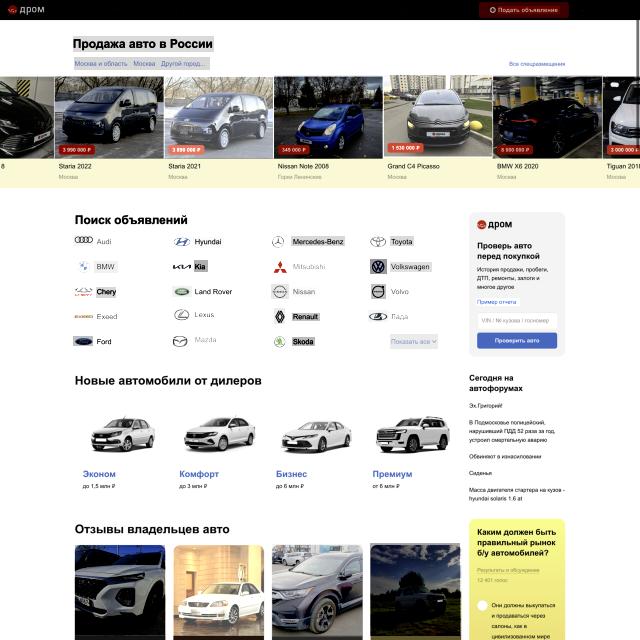 дром
Подать объявление
Продажа авто в России
Москва и область Москва Другой город...
Все спецразмещения
8
3 990 000 ₽
Staria 2022
Москва
3 890 000 ₽
Staria 2021
Москва
349 000 ₽
Nissan Note 2008
Горки Ленинские
1 530 000 ₽
Grand C4 Picasso
Москва
8 900 000 ₽
BMW X6 2020
Москва
3 000 000
Tiguan 2018
Москва
Поиск объявлений
Audi
Hyundai
Mercedes-Benz
Toyota
BMW
Kia
Mitsubishi
Volkswagen
Chery
Land Rover
Nissan
Volvo
Exeed
Lexus
Renault
Лада
Ford
Mazda
Skoda
Показать все
дром
Проверь авто
перед покупкой
История продажи, пробеги,
ДТП, ремонты, залоги и
многое другое
Пример отчета
VIN / № кузова / госномер
Проверить авто
Новые автомобили от дилеров
Эконом
до 1,5 млн ₽
Комфорт
до 3 млн ₽
Бизнес
до 6 млн ₽
Премиум
от 6 млн ₽
Сегодня на
автофорумах
Эх,Григорий!
В Подмосковье полицейский,
нарушивший ПДД 52 раза за год,
устроил смертельную аварию
Обвиняют в изнасиловании
Сиденья
Масса двигателя стартера на кузов -
hyundai solaris 1.6 at
Отзывы владельцев авто
Каким должен быть
правильный рынок
б/у автомобилей?
Результаты и обсуждение
12 401 голос
Они должны выкупаться
и продаваться через
салоны, как в
цивилизованном мире